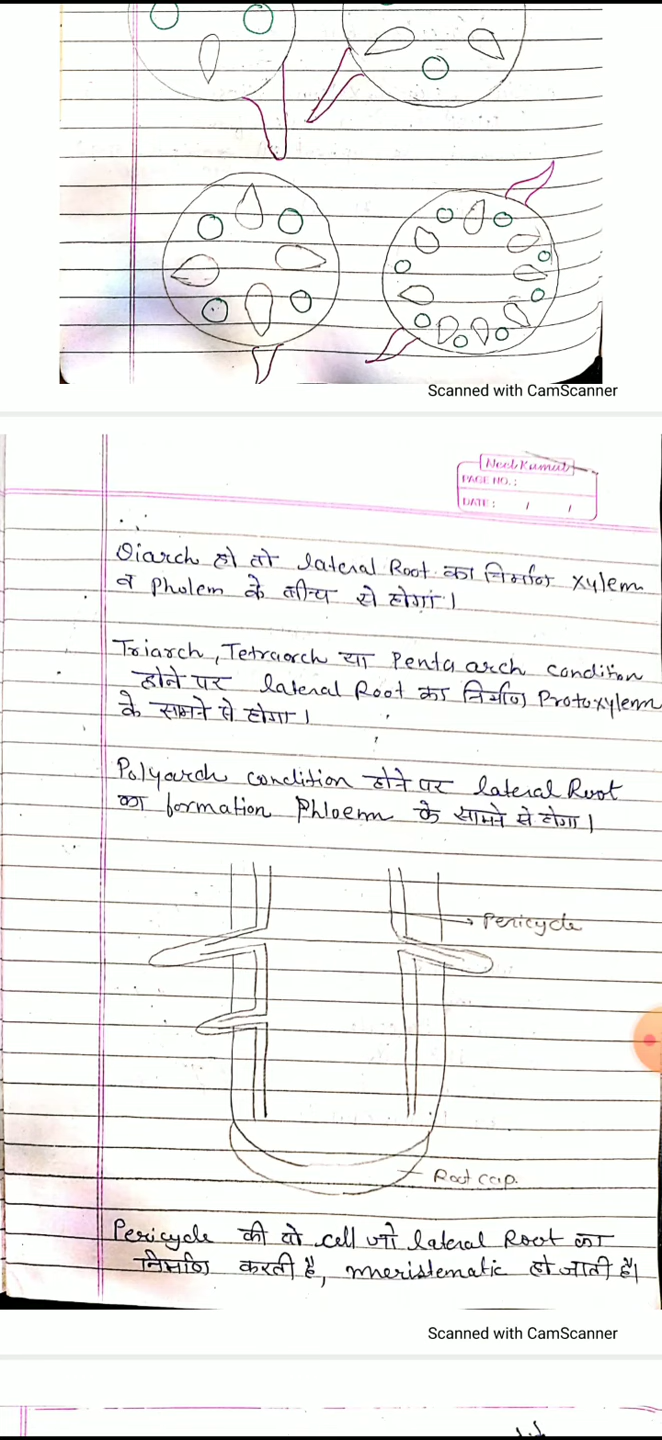 Scanned with CamScanner
Neel Kumar
PAGE NO.:
DATE: / /
Diarch हो तो lateral Root का निर्माण xylem
व Pholem के बीच से होगा।
Triarch, Tetraarch या Penta arch condition
होने पर lateral Root का निर्माण Protoxylem
के सामने से होगा।
Polyarch condition होने पर lateral Root
का formation Phloem के सामने से होगा।
Pericycle
Root cap.
Pericycle की वो cell जो lateral Root का
निर्माण करती है, meristematic हो जाती है।
Scanned with CamScanner